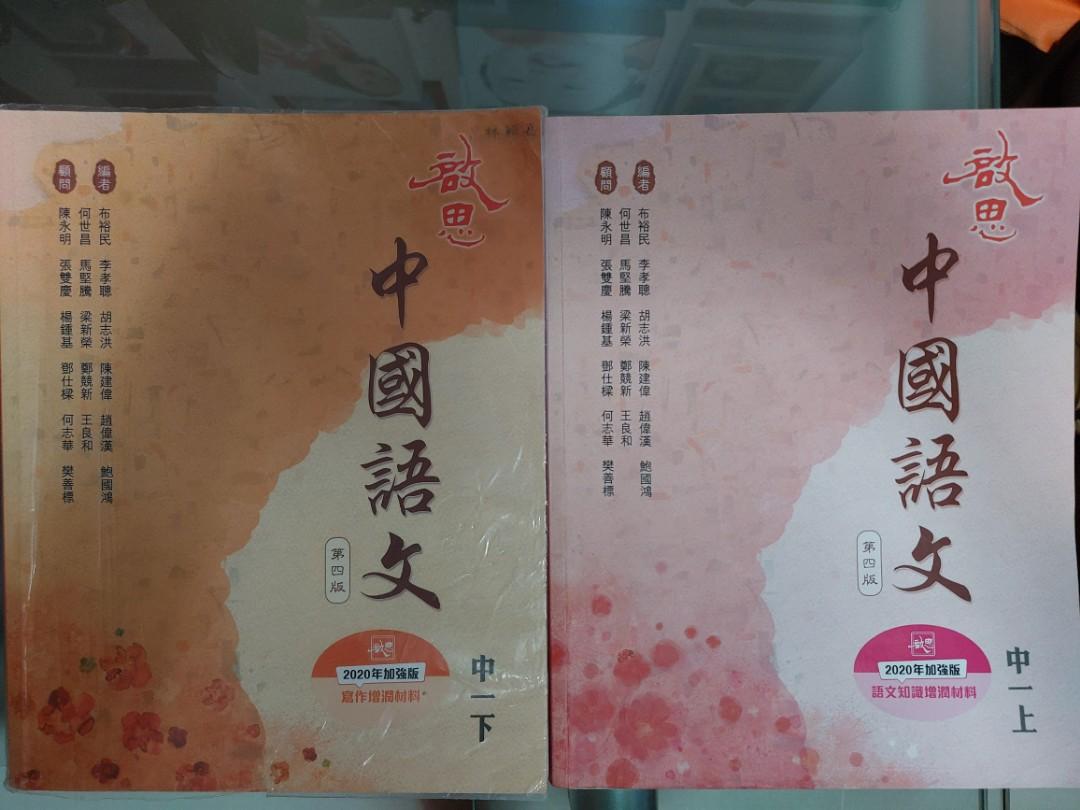 啟思
中國語文
第四版
編者
布裕民 李孝聰 胡志洪 陳建偉 趙偉漢 鮑國鴻
何世昌 馬堅騰 梁新榮 鄭競新 王良和
顧問
陳永明 張雙慶 楊鍾基 鄧仕樑 何志華 樊善標
啟思
2020年加強版
寫作增潤材料
中一下
啟思
中國語文
第四版
編者
布裕民 李孝聰 胡志洪 陳建偉 趙偉漢 鮑國鴻
何世昌 馬堅騰 梁新榮 鄭競新 王良和
顧問
陳永明 張雙慶 楊鍾基 鄧仕樑 何志華 樊善標
啟思
2020年加強版
語文知識增潤材料
中一上